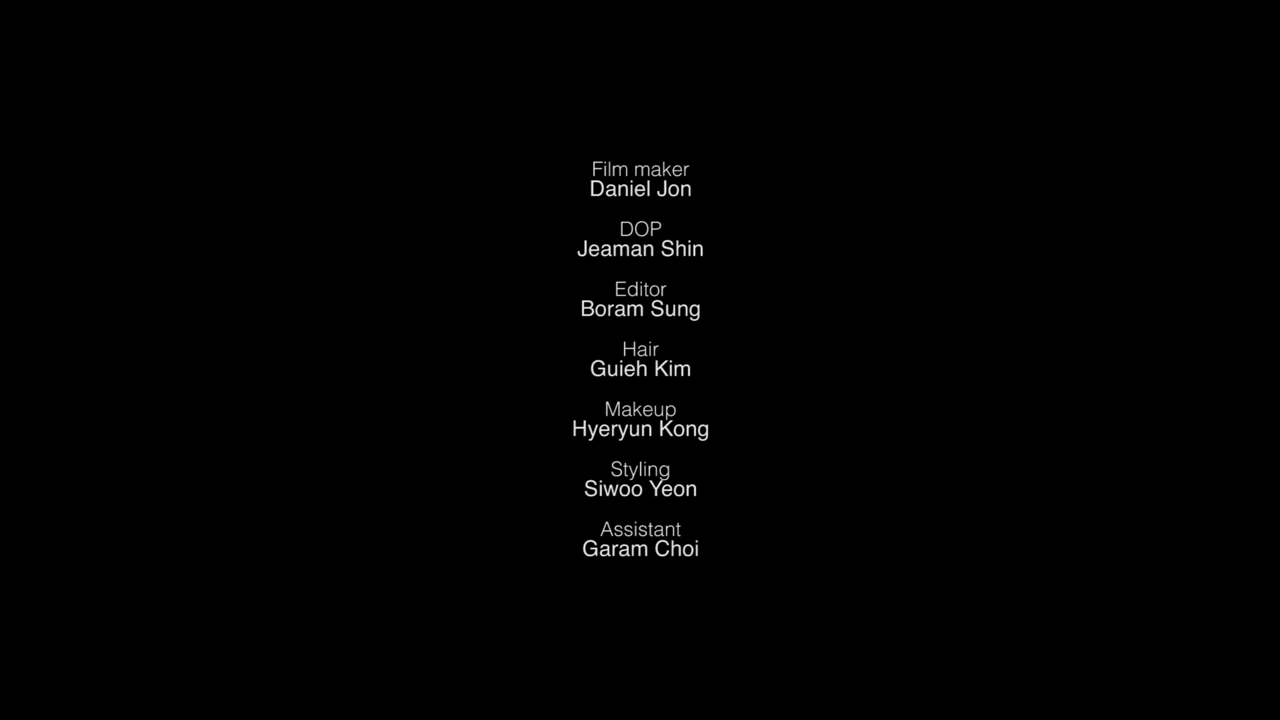 Film maker
Daniel Jon
DOP
Jeaman Shin
Editor
Boram Sung
Hair
Guieh Kim
Makeup
Hyeryun Kong
Styling
Siwoo Yeon
Assistant
Garam Choi